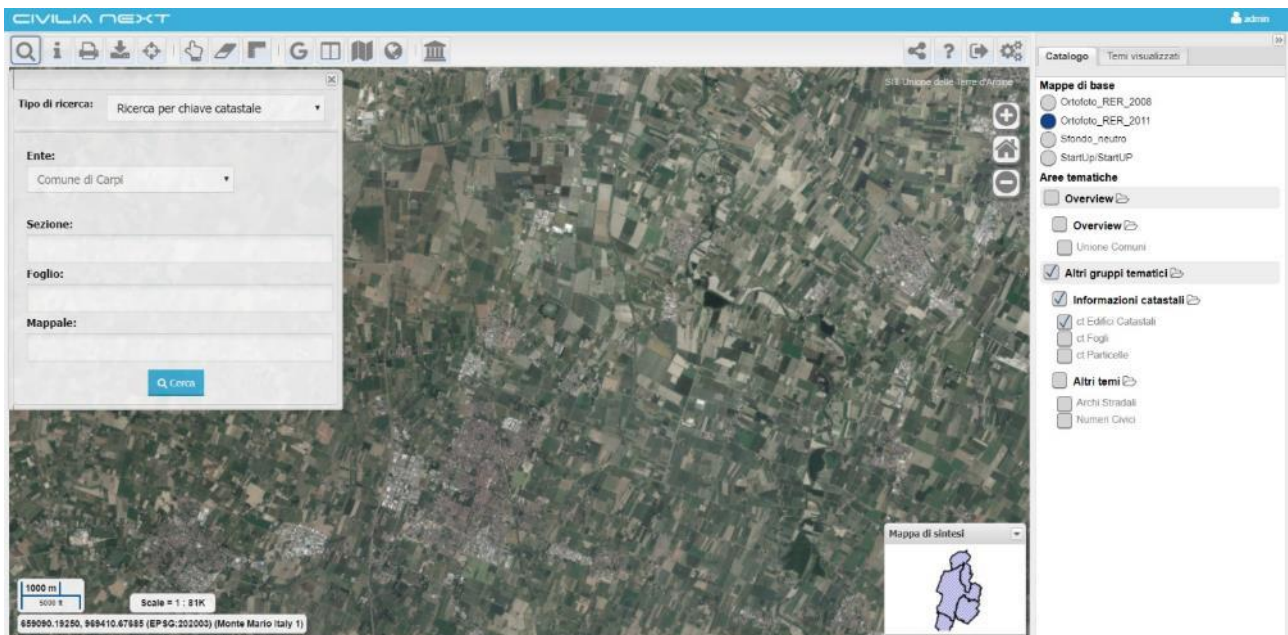 CIVILIA NEXT
admin
Tipo di ricerca:
Ricerca per chiave catastale
Ente:
Comune di Carpi
Sezione:
Foglio:
Mappale:
Cerca
SIT Unione delle Terre d'Argine
1000 m
5000 ft
Scale = 1 : 81K
659090.19250, 969410.67685 (EPSG:202003) (Monte Mario Italy 1)
Mappa di sintesi
Catalogo
Temi visualizzati
Mappe di base
Ortofoto_RER_2008
Ortofoto_RER_2011
Sfondo_neutro
StartUp/StartUP
Aree tematiche
Overview
Overview
Unione Comuni
Altri gruppi tematici
Informazioni catastali
ct Edifici Catastali
ct Fogli
ct Particelle
Altri temi
Archi Stradali
Numeri Civici